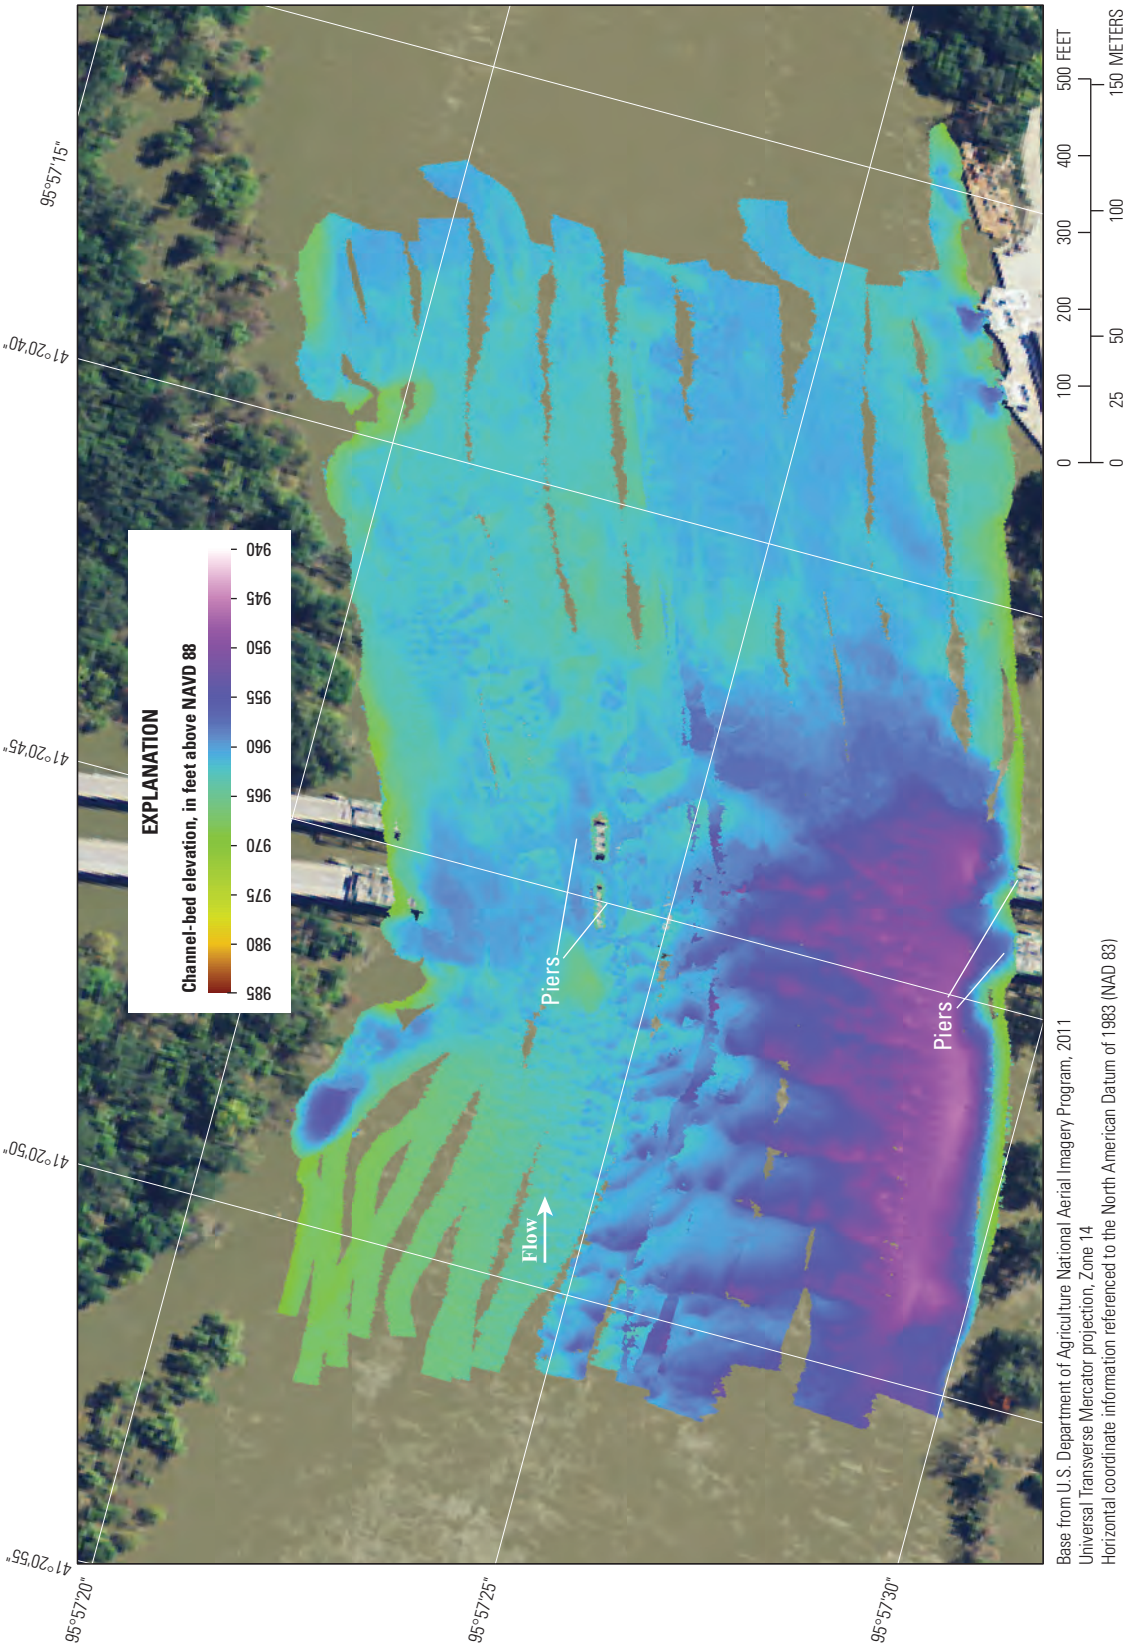 95°57'15"
41°20'40"
41°20'45"
41°20'50"
41°20'55"
95°57'20"
95°57'25"
95°57'30"
EXPLANATION
Channel-bed elevation, in feet above NAVD 88
940
945
950
955
960
965
970
975
980
985
Piers
Piers
Flow
0 100 200 300 400 500 FEET
0 25 50 100 150 METERS
Base from U.S. Department of Agriculture National Aerial Imagery Program, 2011
Universal Transverse Mercator projection, Zone 14
Horizontal coordinate information referenced to the North American Datum of 1983 (NAD 83)